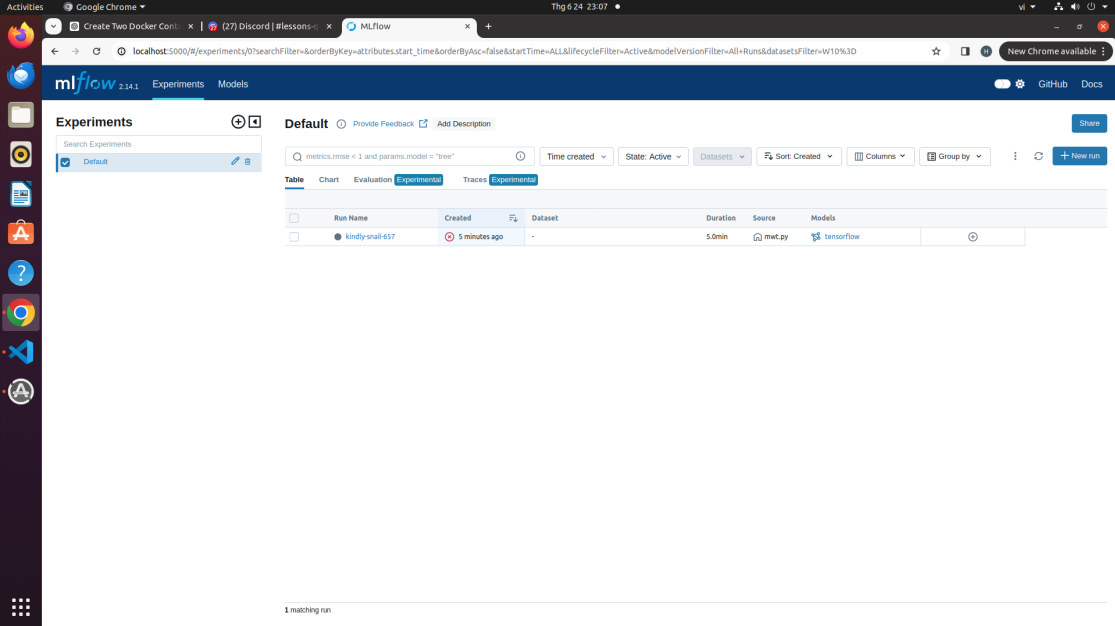 Activities Google Chrome Thg 6 24 23:07 vi
Create Two Docker Cont (27) Discord | #lessons-q MLflow
localhost:5000/#/experiments/0?searchFilter=&orderByKey=attributes.start_time&orderByAsc=false&startTime=ALL&lifecycleFilter=Active&modelVersionFilter=All+Runs&datasetsFilter=W10%3D H New Chrome available
mlflow 2.14.1 Experiments Models GitHub Docs
Experiments
Search Experiments
Default
Default Provide Feedback Add Description Share
metrics.rmse < 1 and params.model = "tree" Time created State: Active Datasets Sort: Created Columns Group by New run
Table Chart Evaluation Experimental Traces Experimental
Run Name Created Dataset Duration Source Models
kindly-snail-657 5 minutes ago - 5.0min mwt.py tensorflow
1 matching run